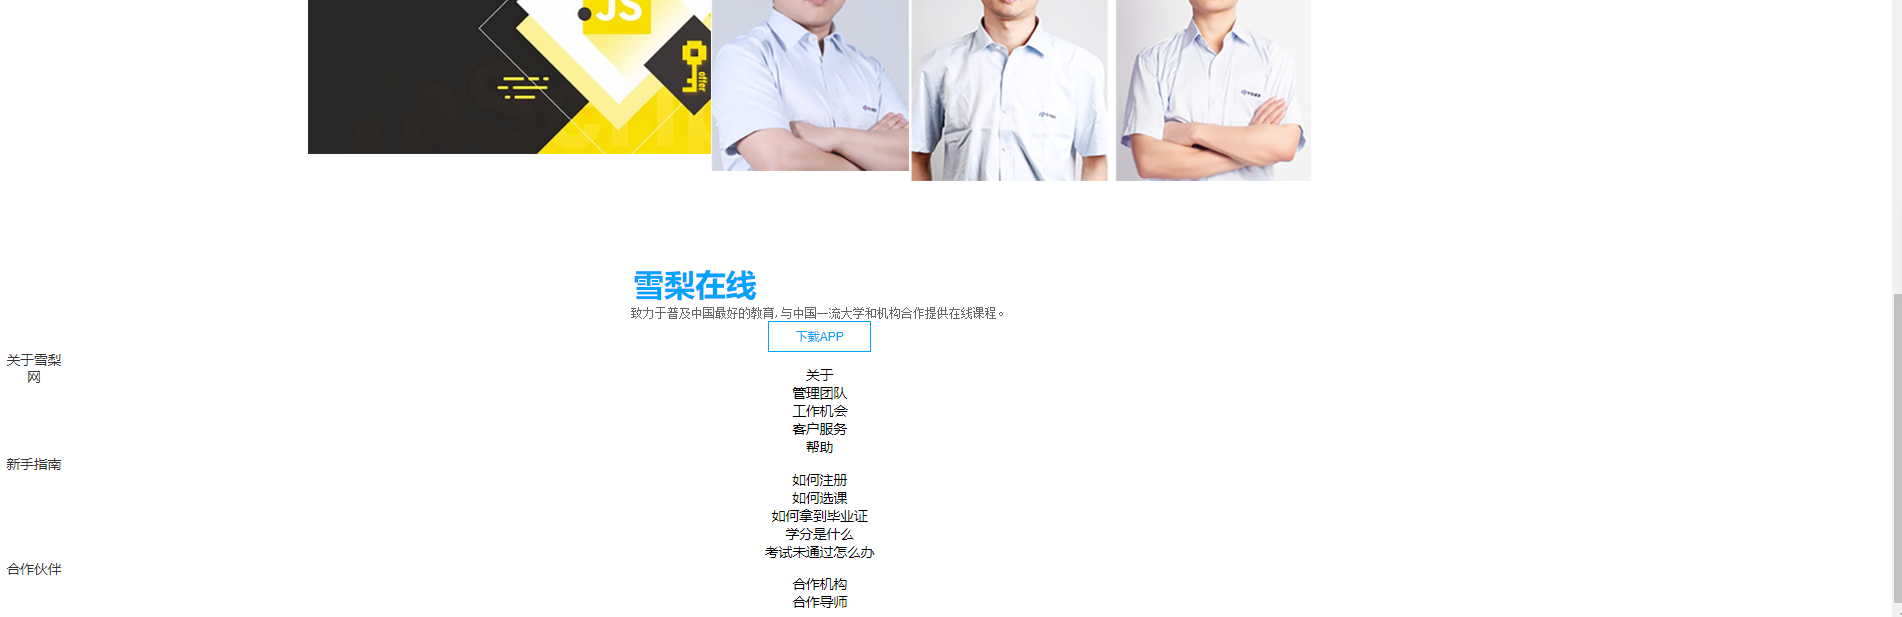 JS
offer
雪梨在线
致力于普及中国最好的教育,与中国一流大学和机构合作提供在线课程。
下载APP
关于雪梨
网
关于
管理团队
工作机会
客户服务
帮助
新手指南
如何注册
如何选课
如何拿到毕业证
学分是什么
考试未通过怎么办
合作伙伴
合作机构
合作导师